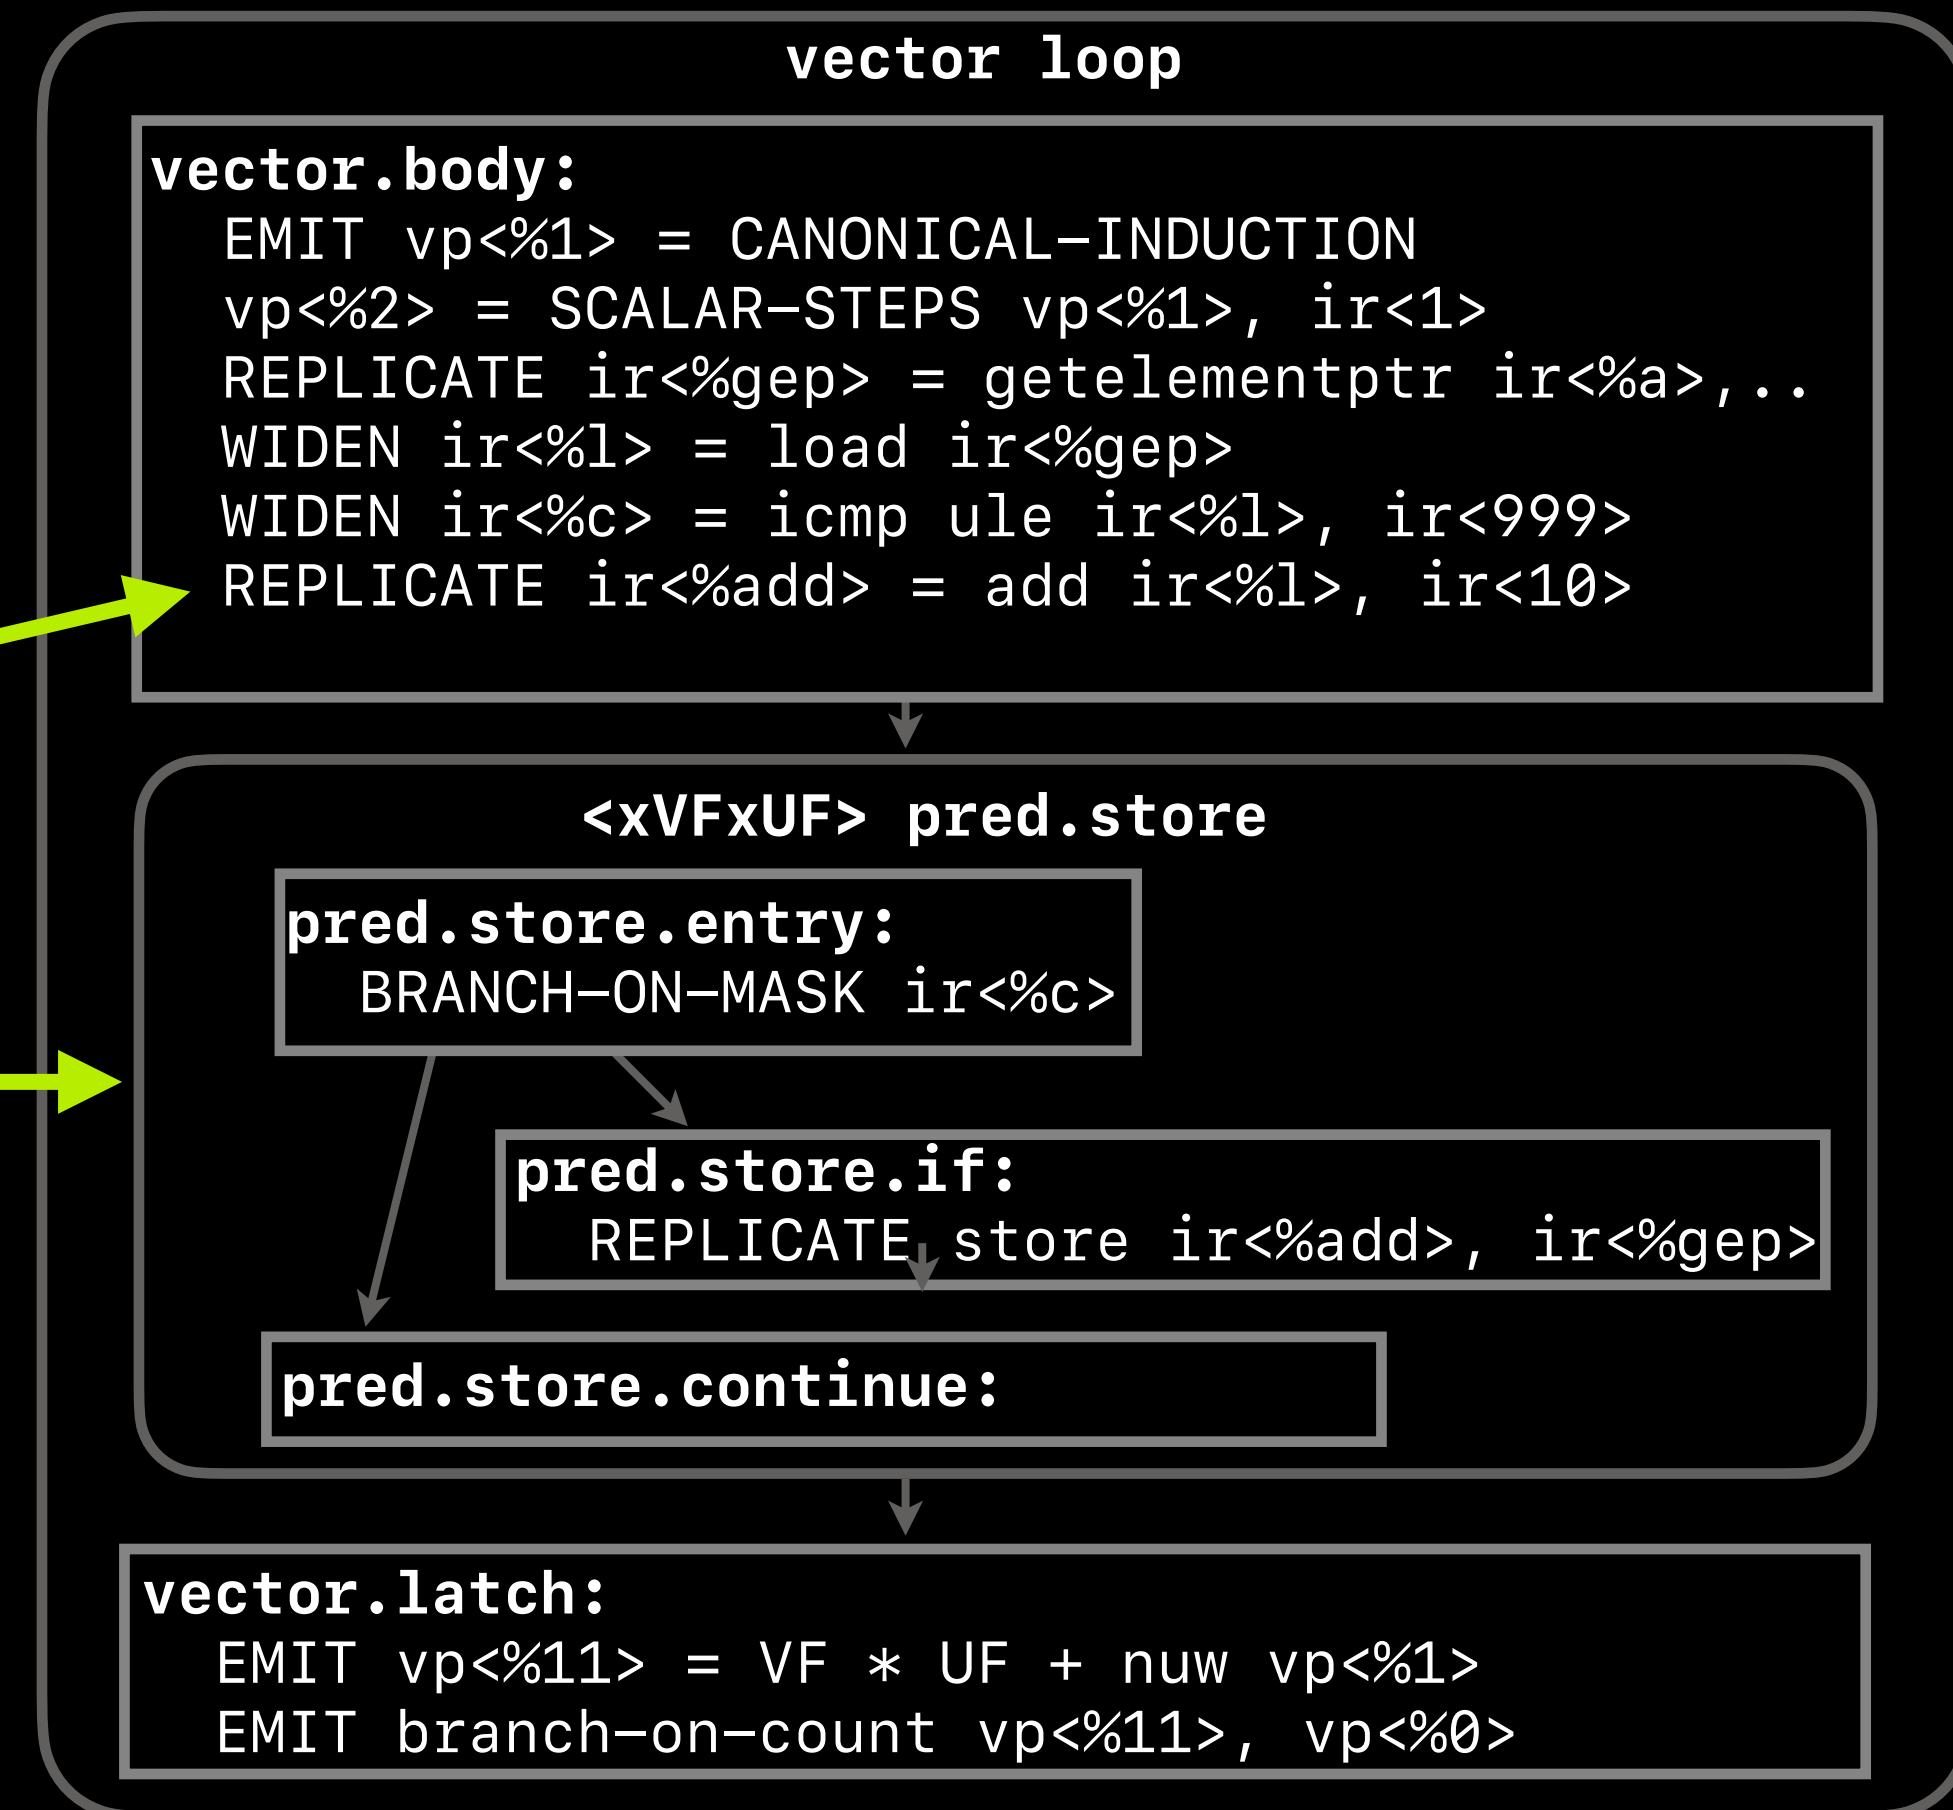 vector loop
vector.body:
EMIT vp<%1> = CANONICAL-INDUCTION
vp<%2> = SCALAR-STEPS vp<%1>, ir<1>
REPLICATE ir<%gep> = getelementptr ir<%a>,..
WIDEN ir<%l> = load ir<%gep>
WIDEN ir<%c> = icmp ule ir<%l>, ir<999>
REPLICATE ir<%add> = add ir<%l>, ir<10>
<xVFxUF> pred.store
pred.store.entry:
BRANCH-ON-MASK ir<%c>
pred.store.if:
REPLICATE store ir<%add>, ir<%gep>
pred.store.continue:
vector.latch:
EMIT vp<%11> = VF * UF + nuw vp<%1>
EMIT branch-on-count vp<%11>, vp<%0>